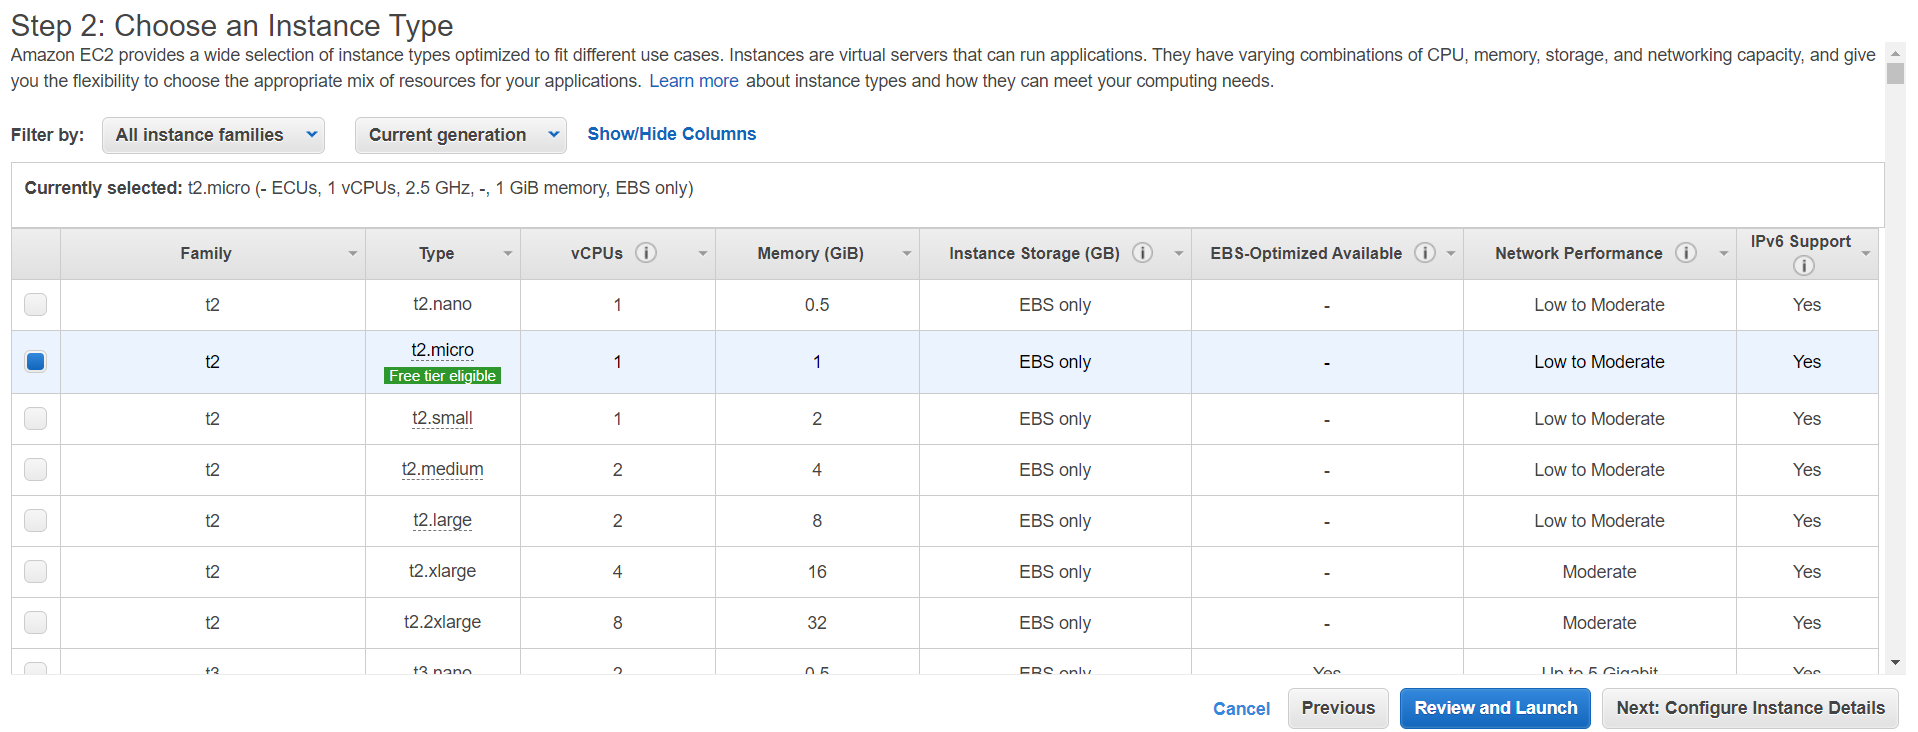 Step 2: Choose an Instance Type
Amazon EC2 provides a wide selection of instance types optimized to fit different use cases. Instances are virtual servers that can run applications. They have varying combinations of CPU, memory, storage, and networking capacity, and give
you the flexibility to choose the appropriate mix of resources for your applications. Learn more about instance types and how they can meet your computing needs.
Filter by: All instance families Current generation Show/Hide Columns
Currently selected: t2.micro (- ECUs, 1 vCPUs, 2.5 GHz, -, 1 GiB memory, EBS only)
Family Type vCPUs Memory (GiB) Instance Storage (GB) EBS-Optimized Available Network Performance IPv6 Support
t2 t2.nano 1 0.5 EBS only - Low to Moderate Yes
t2 t2.micro 1 1 EBS only - Low to Moderate Yes
Free tier eligible
t2 t2.small 1 2 EBS only - Low to Moderate Yes
t2 t2.medium 2 4 EBS only - Low to Moderate Yes
t2 t2.large 2 8 EBS only - Low to Moderate Yes
t2 t2.xlarge 4 16 EBS only - Moderate Yes
t2 t2.2xlarge 8 32 EBS only - Moderate Yes
t3 t3.nano 2 0.5 EBS only Yes Up to 5 Gigabit Yes
Cancel Previous Review and Launch Next: Configure Instance Details